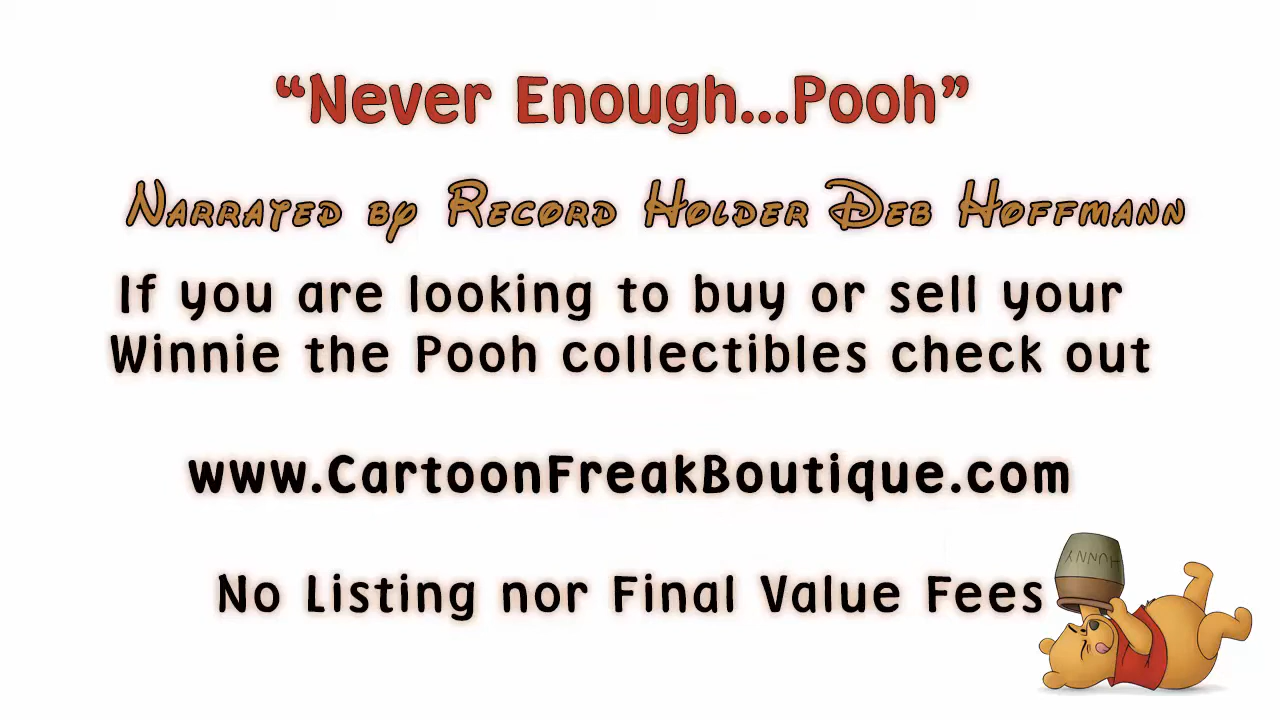 “Never Enough...Pooh”
Narrated by Record Holder Deb Hoffmann
If you are looking to buy or sell your
Winnie the Pooh collectibles check out
www.CartoonFreakBoutique.com
No Listing nor Final Value Fees
HUNNY